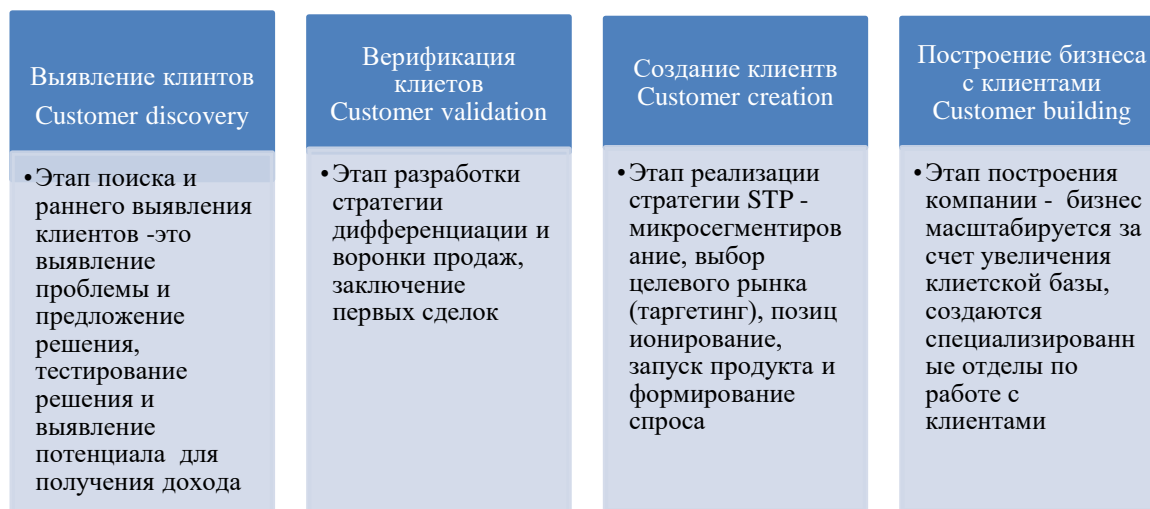 Выявление клинтов
Customer discovery
•Этап поиска и
раннего выявления
клиентов -это
выявление
проблемы и
предложение
решения,
тестирование
решения и
выявление
потенциала для
получения дохода
Верификация
клиетов
Customer validation
•Этап разработки
стратегии
дифференциации и
воронки продаж,
заключение
первых сделок
Создание клиентв
Customer creation
•Этап реализации
стратегии STP -
микросегментиров
ание, выбор
целевого рынка
(таргетинг), позиц
ионирование,
запуск продукта и
формирование
спроса
Построение бизнеса
с клиентами
Customer building
•Этап построения
компании - бизнес
масштабируется за
счет увеличения
клиетской базы,
создаются
специализированн
ые отделы по
работе с
клиентами